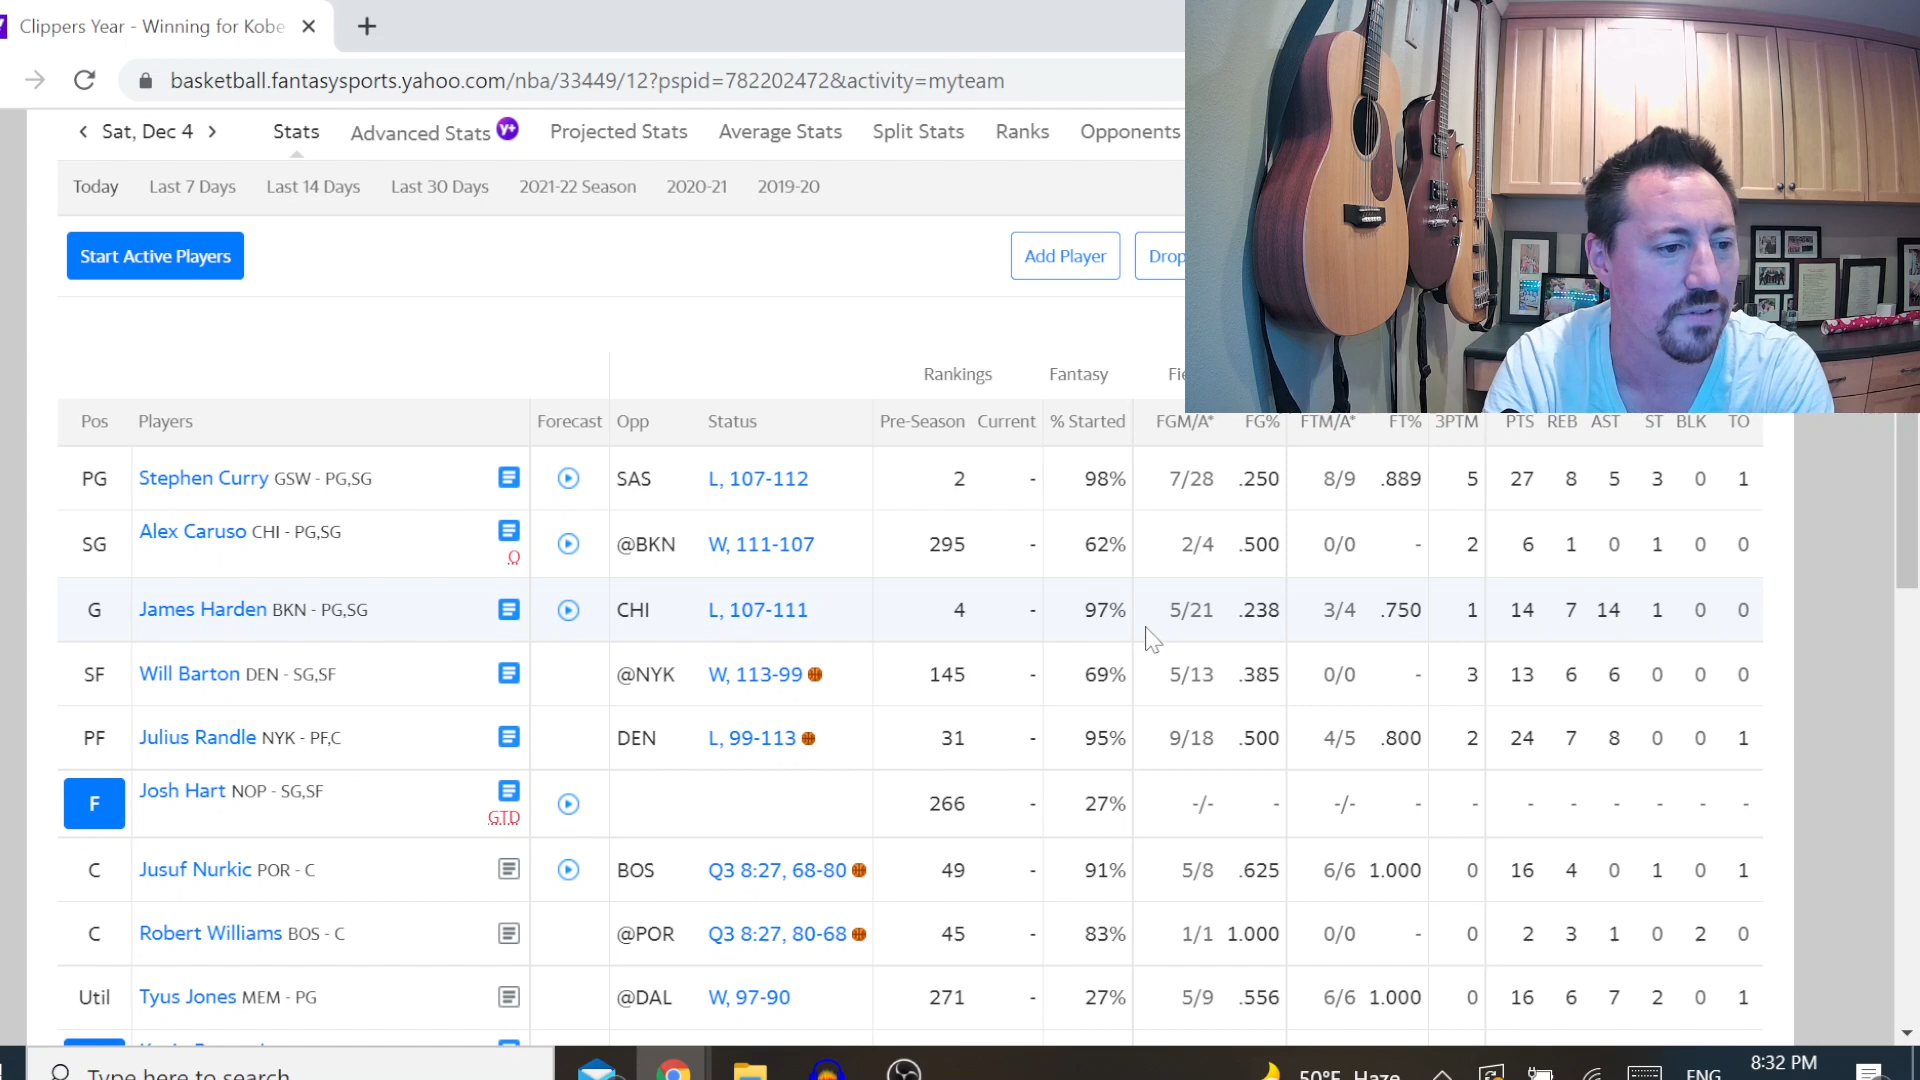 Clippers Year - Winning for Kobe
basketball.fantasysports.yahoo.com/nba/33449/12?pspid=782202472&activity=myteam
Sat, Dec 4 Stats Advanced Stats Y+ Projected Stats Average Stats Split Stats Ranks Opponents
Today Last 7 Days Last 14 Days Last 30 Days 2021-22 Season 2020-21 2019-20
Start Active Players Add Player Drop
Rankings Fantasy Fie
Pos Players Forecast Opp Status Pre-Season Current % Started FGM/A* FG% FTM/A* FT% 3PTM PTS REB AST ST BLK TO
PG Stephen Curry GSW - PG,SG SAS L, 107-112 2 - 98% 7/28 .250 8/9 .889 5 27 8 5 3 0 1
SG Alex Caruso CHI - PG,SG O @BKN W, 111-107 295 - 62% 2/4 .500 0/0 - 2 6 1 0 1 0 0
G James Harden BKN - PG,SG CHI L, 107-111 4 - 97% 5/21 .238 3/4 .750 1 14 7 14 1 0 0
SF Will Barton DEN - SG,SF @NYK W, 113-99 145 - 69% 5/13 .385 0/0 - 3 13 6 6 0 0 0
PF Julius Randle NYK - PF,C DEN L, 99-113 31 - 95% 9/18 .500 4/5 .800 2 24 7 8 0 0 1
F Josh Hart NOP - SG,SF GTD 266 - 27% -/- - -/- - - - - - - - -
C Jusuf Nurkic POR - C BOS Q3 8:27, 68-80 49 - 91% 5/8 .625 6/6 1.000 0 16 4 0 1 0 1
C Robert Williams BOS - C @POR Q3 8:27, 80-68 45 - 83% 1/1 1.000 0/0 - 0 2 3 1 0 2 0
Util Tyus Jones MEM - PG @DAL W, 97-90 271 - 27% 5/9 .556 6/6 1.000 0 16 6 7 2 0 1
Type here to search 50°F Haze ENG 8:32 PM